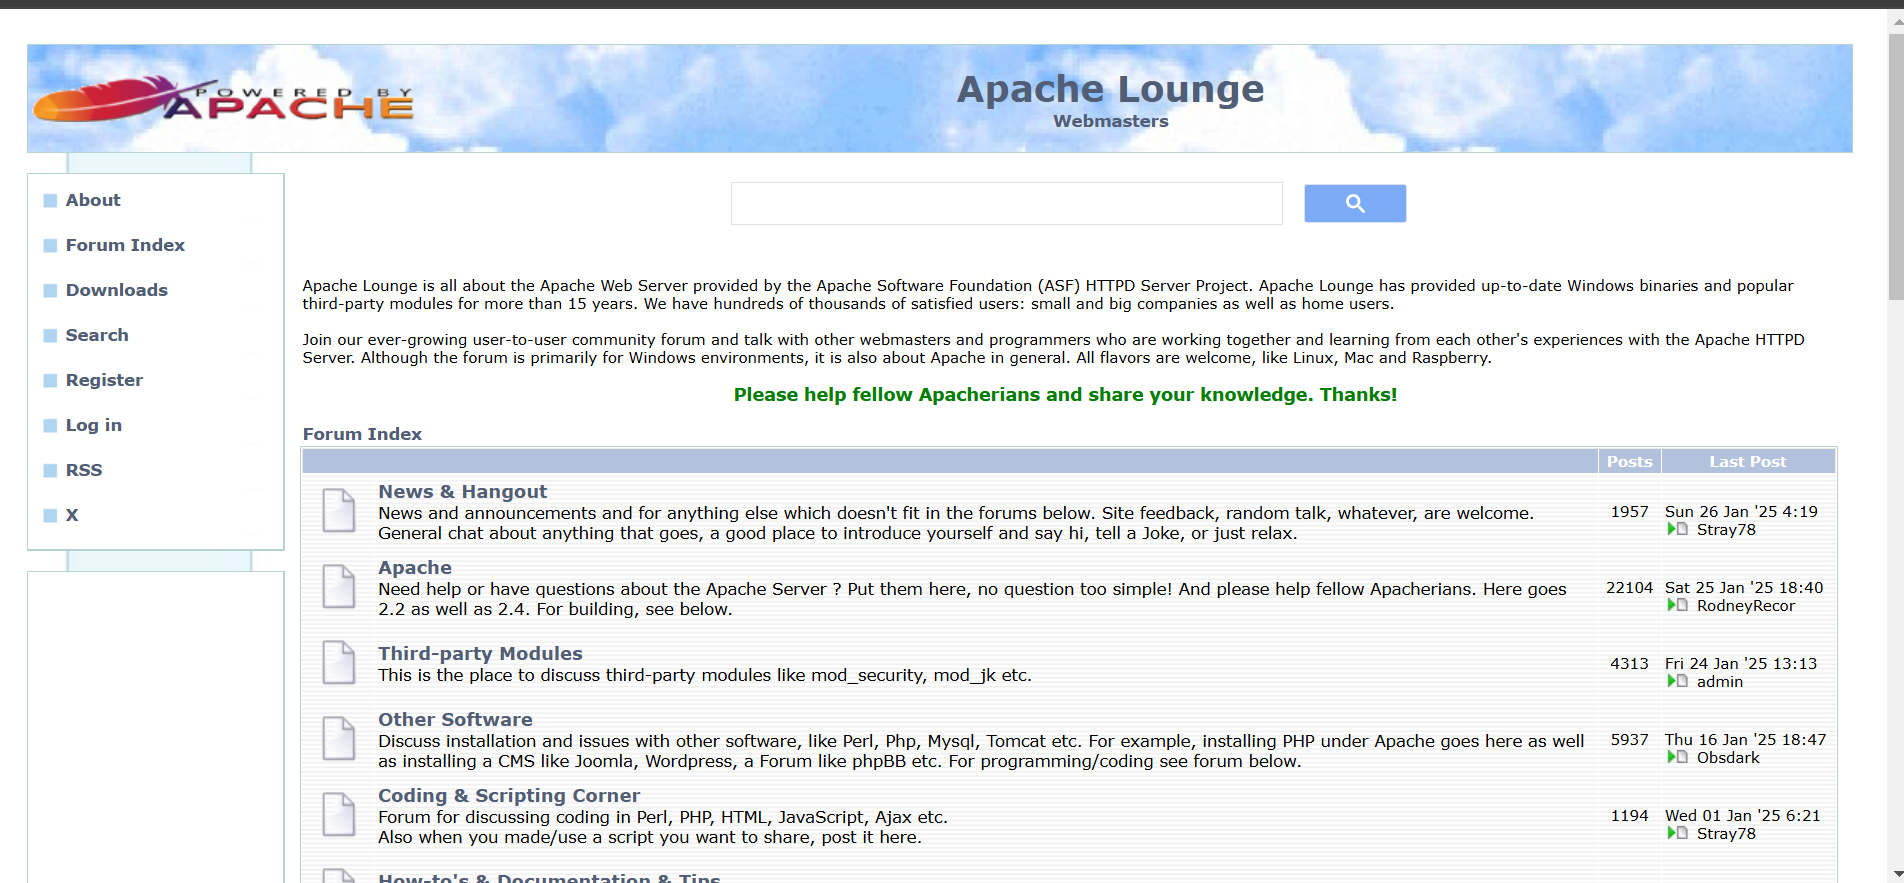 POWERED BY
APACHE
Apache Lounge
Webmasters
About
Forum Index
Downloads
Search
Register
Log in
RSS
X
Apache Lounge is all about the Apache Web Server provided by the Apache Software Foundation (ASF) HTTPD Server Project. Apache Lounge has provided up-to-date Windows binaries and popular
third-party modules for more than 15 years. We have hundreds of thousands of satisfied users: small and big companies as well as home users.
Join our ever-growing user-to-user community forum and talk with other webmasters and programmers who are working together and learning from each other's experiences with the Apache HTTPD
Server. Although the forum is primarily for Windows environments, it is also about Apache in general. All flavors are welcome, like Linux, Mac and Raspberry.
Please help fellow Apacherians and share your knowledge. Thanks!
Forum Index
Posts Last Post
News & Hangout
News and announcements and for anything else which doesn't fit in the forums below. Site feedback, random talk, whatever, are welcome.
General chat about anything that goes, a good place to introduce yourself and say hi, tell a Joke, or just relax.
1957 Sun 26 Jan '25 4:19
Stray78
Apache
Need help or have questions about the Apache Server ? Put them here, no question too simple! And please help fellow Apacherians. Here goes
2.2 as well as 2.4. For building, see below.
22104 Sat 25 Jan '25 18:40
RodneyRecor
Third-party Modules
This is the place to discuss third-party modules like mod_security, mod_jk etc.
4313 Fri 24 Jan '25 13:13
admin
Other Software
Discuss installation and issues with other software, like Perl, Php, Mysql, Tomcat etc. For example, installing PHP under Apache goes here as well
as installing a CMS like Joomla, Wordpress, a Forum like phpBB etc. For programming/coding see forum below.
5937 Thu 16 Jan '25 18:47
Obsdark
Coding & Scripting Corner
Forum for discussing coding in Perl, PHP, HTML, JavaScript, Ajax etc.
Also when you made/use a script you want to share, post it here.
1194 Wed 01 Jan '25 6:21
Stray78
How-to's & Documentation & Tips